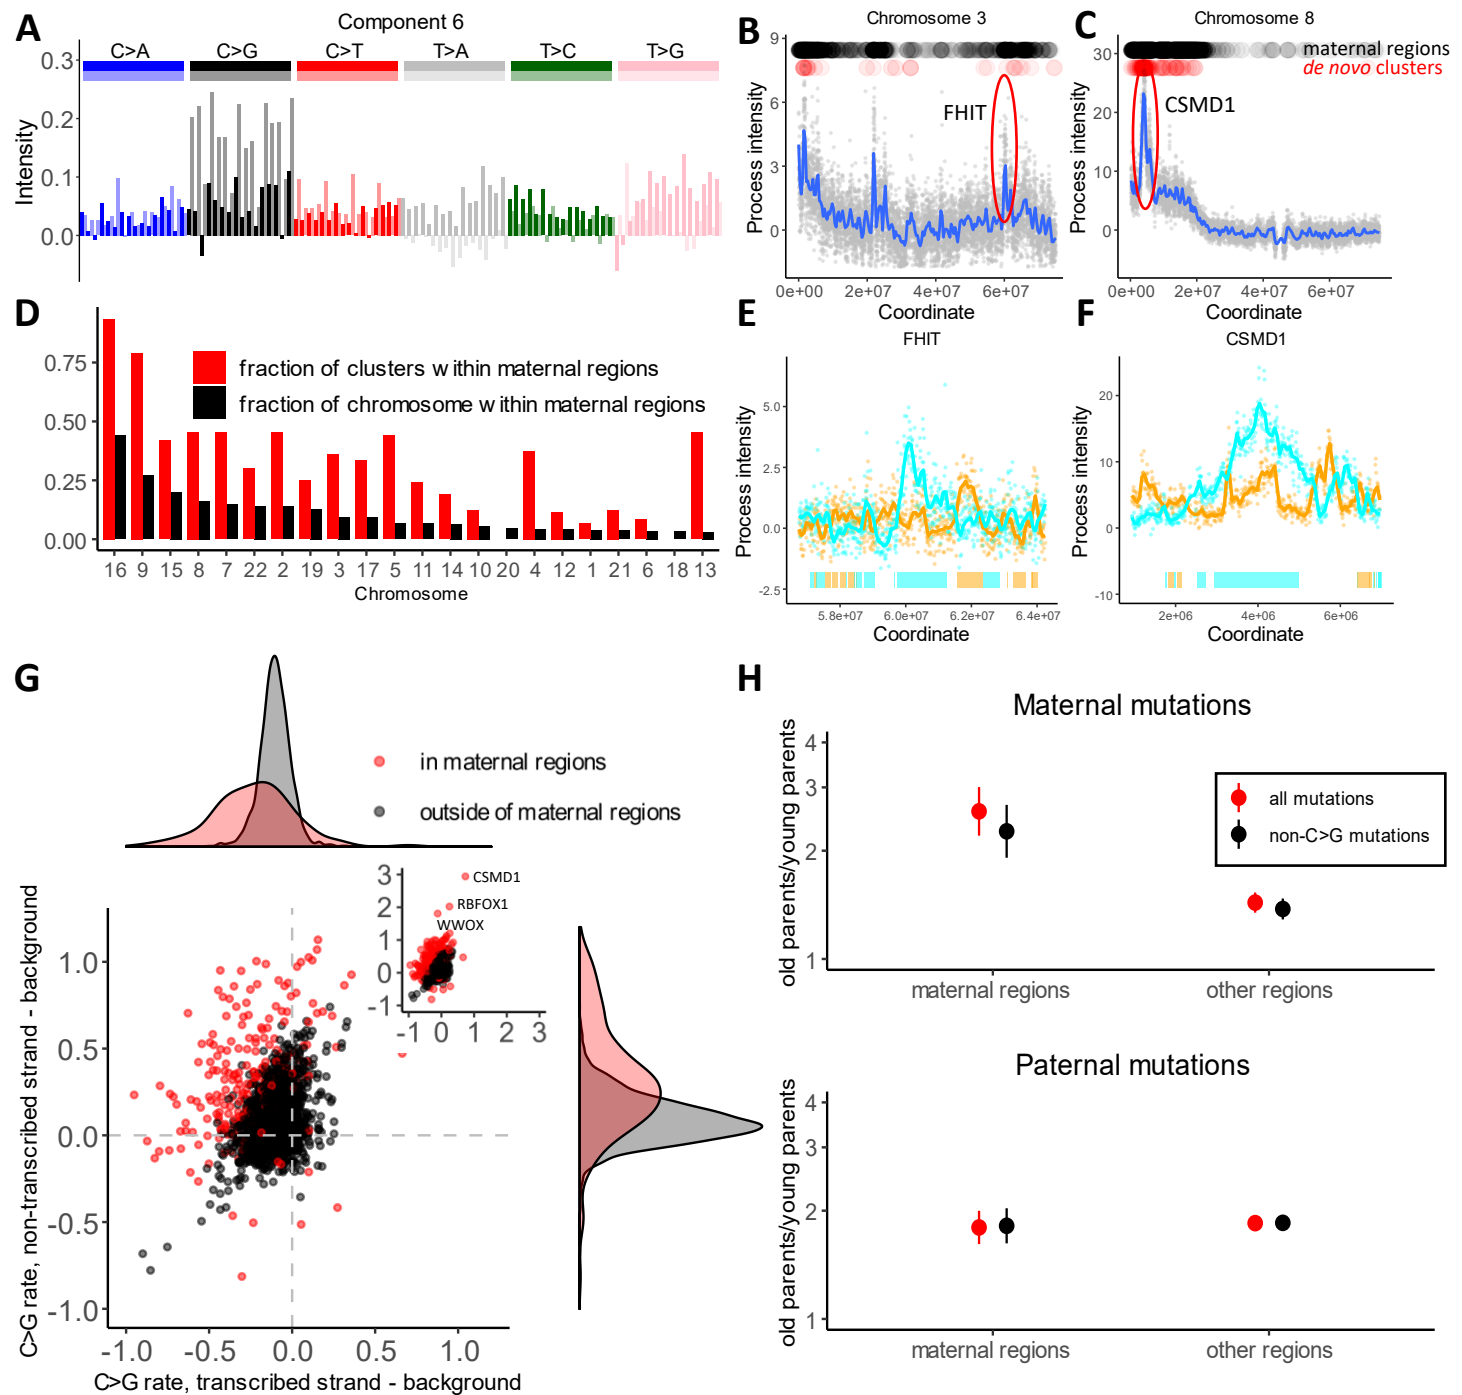 A
Component 6
C>A
C>G
C>T
T>A
T>C
T>G
Intensity
0.3
0.2
0.1
0.0
B
Chromosome 3
Process intensity
9
6
3
0
FHIT
0e+00
2e+07
4e+07
6e+07
Coordinate
C
Chromosome 8
maternal regions
de novo clusters
CSMD1
Process intensity
30
20
10
0
0e+00
2e+07
4e+07
6e+07
Coordinate
D
0.75
0.50
0.25
0.00
fraction of clusters within maternal regions
fraction of chromosome within maternal regions
16 9 15 8 7 22 2 19 3 17 5 11 14 10 20 4 12 1 21 6 18 13
Chromosome
E
FHIT
Process intensity
5.0
2.5
0.0
-2.5
5.8e+07
6.0e+07
6.2e+07
6.4e+07
Coordinate
F
CSMD1
Process intensity
20
10
0
-10
2e+06
4e+06
6e+06
Coordinate
G
in maternal regions
outside of maternal regions
3
2
1
0
-1
CSMD1
RBFOX1
WWOX
-1 0 1 2 3
C>G rate, non-transcribed strand - background
1.0
0.5
0.0
-0.5
-1.0
-1.0 -0.5 0.0 0.5 1.0
C>G rate, transcribed strand - background
H
Maternal mutations
old parents/young parents
4
3
2
1
all mutations
non-C>G mutations
maternal regions
other regions
Paternal mutations
old parents/young parents
4
3
2
1
maternal regions
other regions